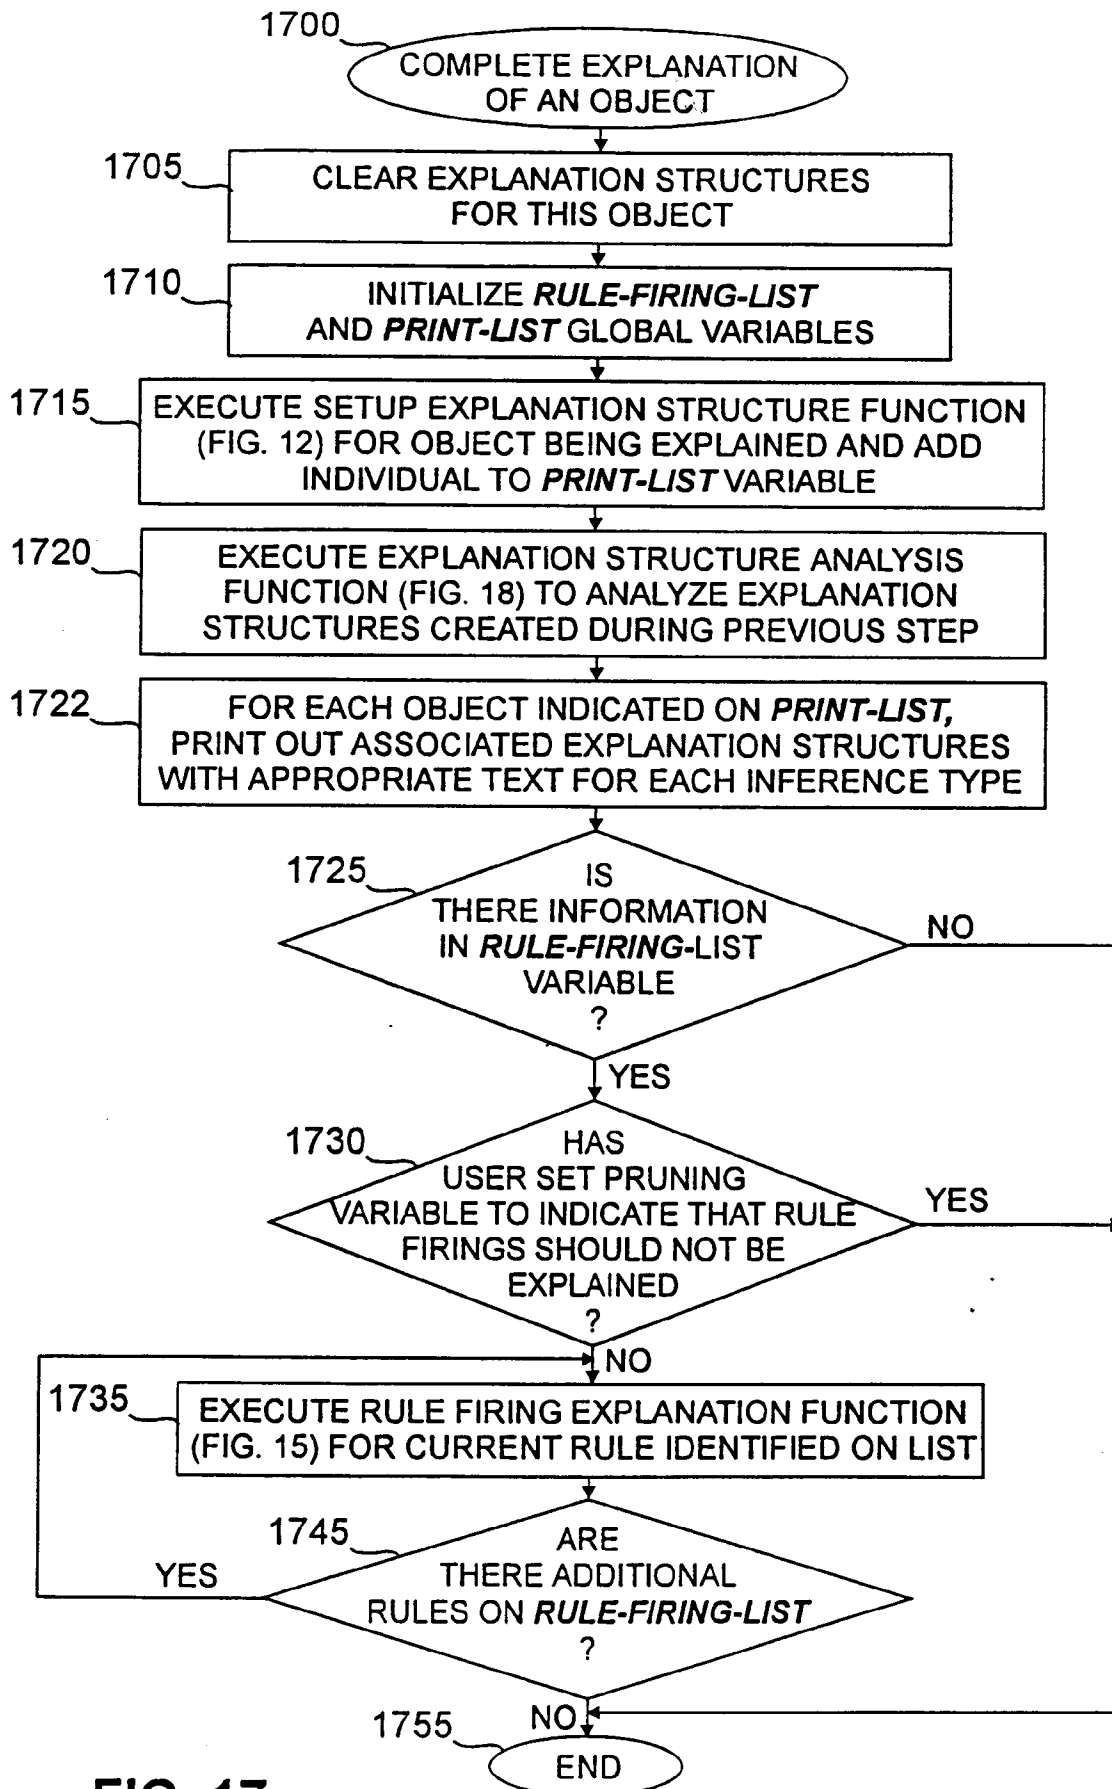 1700
COMPLETE EXPLANATION
OF AN OBJECT
1705
CLEAR EXPLANATION STRUCTURES
FOR THIS OBJECT
1710
INITIALIZE RULE-FIRING-LIST
AND PRINT-LIST GLOBAL VARIABLES
1715
EXECUTE SETUP EXPLANATION STRUCTURE FUNCTION
(FIG. 12) FOR OBJECT BEING EXPLAINED AND ADD
INDIVIDUAL TO PRINT-LIST VARIABLE
1720
EXECUTE EXPLANATION STRUCTURE ANALYSIS
FUNCTION (FIG. 18) TO ANALYZE EXPLANATION
STRUCTURES CREATED DURING PREVIOUS STEP
1722
FOR EACH OBJECT INDICATED ON PRINT-LIST,
PRINT OUT ASSOCIATED EXPLANATION STRUCTURES
WITH APPROPRIATE TEXT FOR EACH INFERENCE TYPE
1725
IS
THERE INFORMATION
IN RULE-FIRING-LIST
VARIABLE
?
NO
YES
1730
HAS
USER SET PRUNING
VARIABLE TO INDICATE THAT RULE
FIRINGS SHOULD NOT BE
EXPLAINED
?
YES
NO
1735
EXECUTE RULE FIRING EXPLANATION FUNCTION
(FIG. 15) FOR CURRENT RULE IDENTIFIED ON LIST
1745
ARE
THERE ADDITIONAL
RULES ON RULE-FIRING-LIST
?
YES
NO
1755
END
FIG. 17